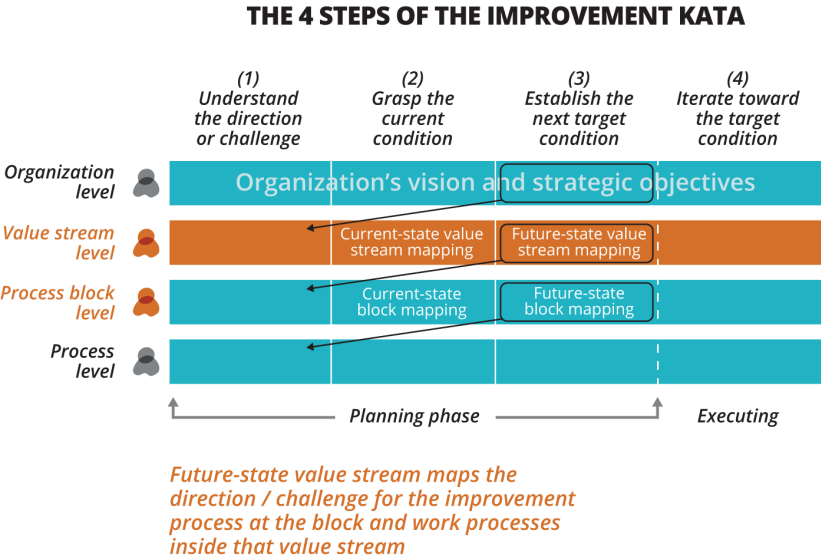 THE 4 STEPS OF THE IMPROVEMENT KATA
(1)
Understand
the direction
or challenge
(2)
Grasp the
current
condition
(3)
Establish the
next target
condition
(4)
Iterate toward
the target
condition
Organization
level
Organization's vision and strategic objectives
Value stream
level
Current-state value
stream mapping
Future-state value
stream mapping
Process block
level
Current-state
block mapping
Future-state
block mapping
Process
level
Planning phase
Executing
Future-state value stream maps the
direction / challenge for the improvement
process at the block and work processes
inside that value stream